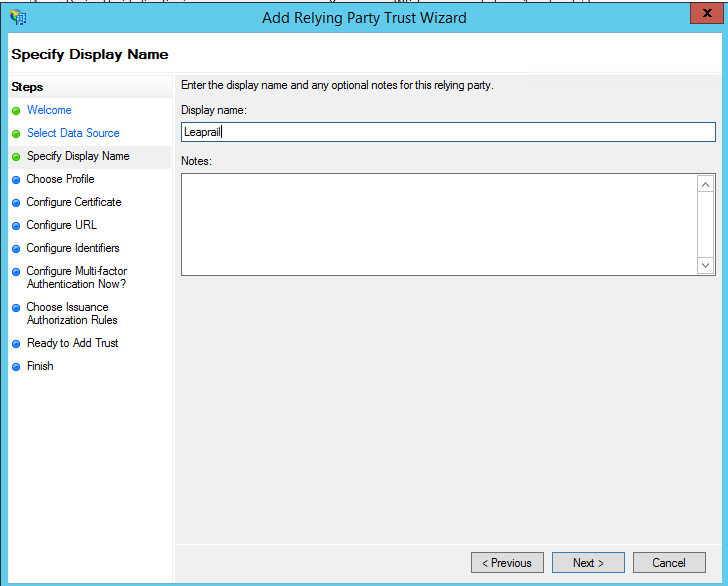 Add Relying Party Trust Wizard
X
Specify Display Name
Steps
Welcome
Select Data Source
Specify Display Name
Choose Profile
Configure Certificate
Configure URL
Configure Identifiers
Configure Multi-factor
Authentication Now?
Choose Issuance
Authorization Rules
Ready to Add Trust
Finish
Enter the display name and any optional notes for this relying party.
Display name:
Leaprail
Notes:
< Previous
Next >
Cancel